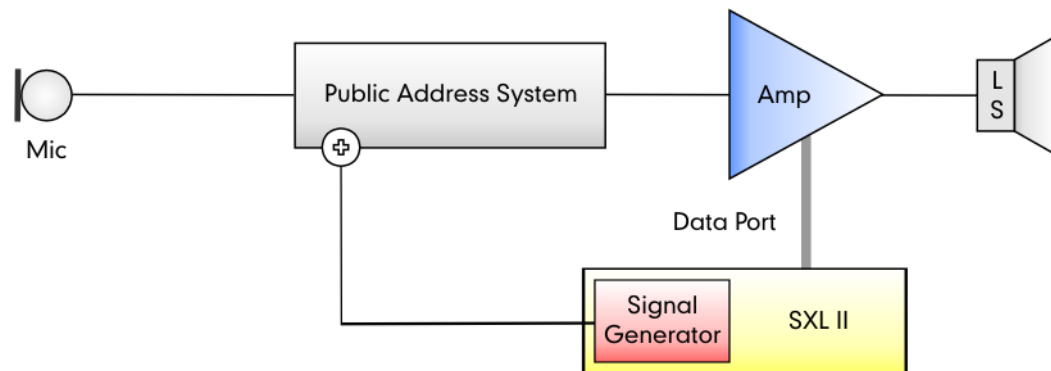 Mic
Public Address System
Amp
L
S
Data Port
Signal
Generator
SXL II